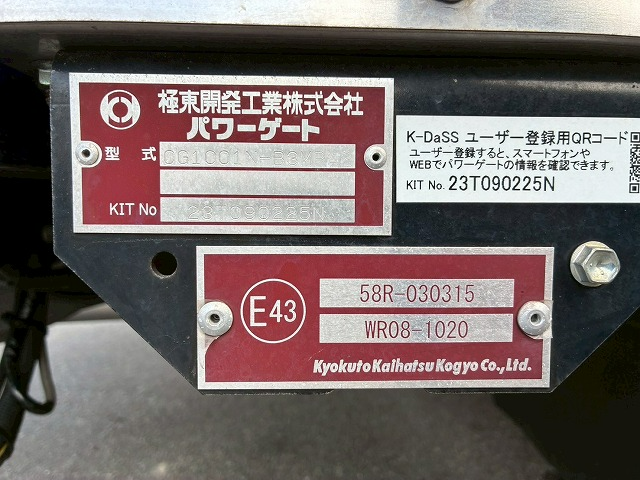 極東開発工業株式会社
パワーゲート
型 式
KIT No 23T090225N
K-DaSS ユーザー登録用QRコード
ユーザー登録すると、スマートフォンや
WEBでパワーゲートの情報を確認できます。
KIT No. 23T090225N
E43
58R-030315
WR08-1020
Kyokuto Kaihatsu Kogyo Co., Ltd.